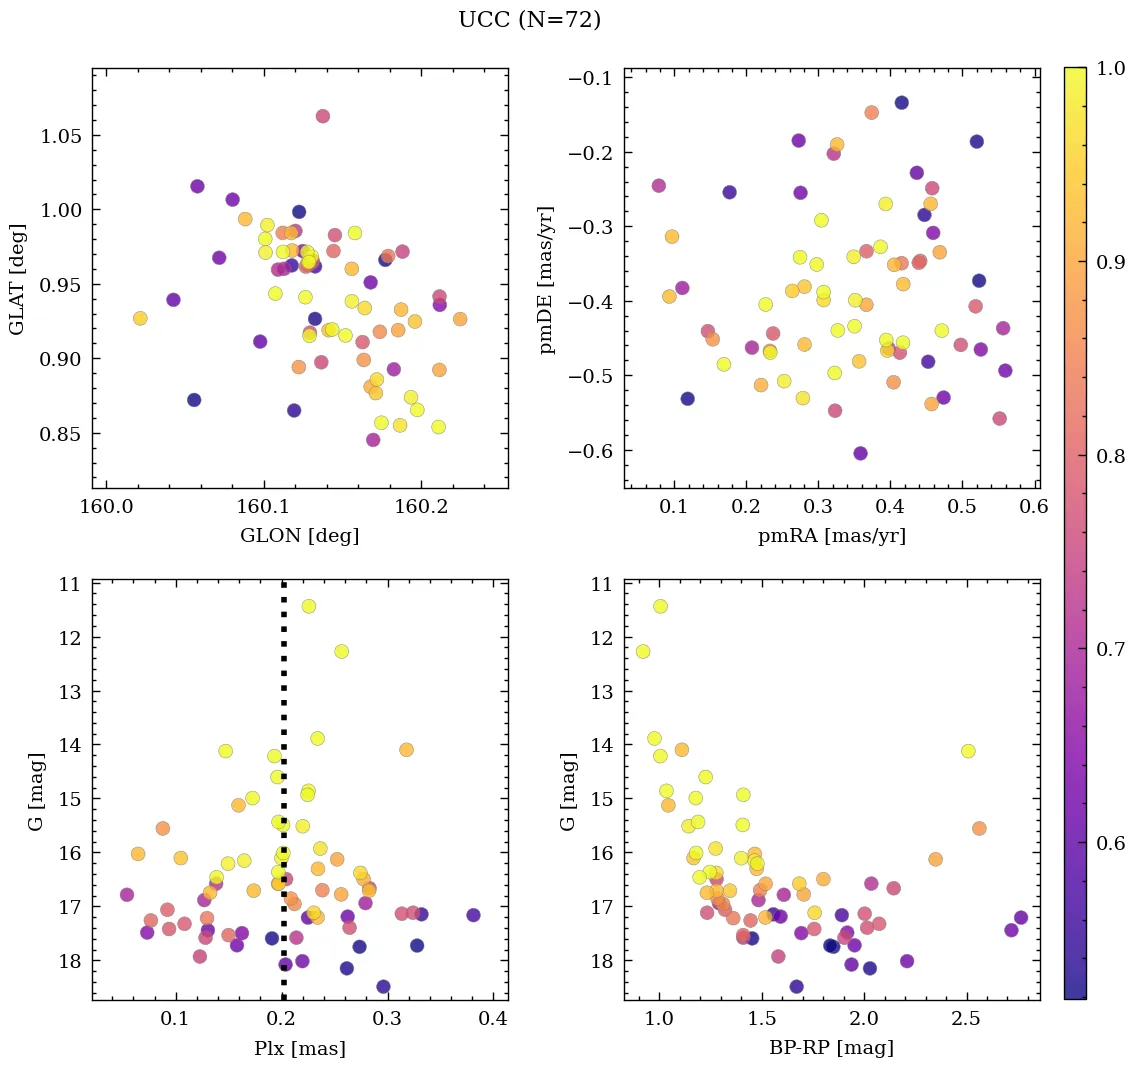 UCC (N=72)
1.05
1.00
0.95
0.90
0.85
GLAT [deg]
160.0 160.1 160.2
GLON [deg]
−0.1
−0.2
−0.3
−0.4
−0.5
−0.6
pmDE [mas/yr]
0.1 0.2 0.3 0.4 0.5 0.6
pmRA [mas/yr]
11
12
13
14
15
16
17
18
G [mag]
0.1 0.2 0.3 0.4
Plx [mas]
11
12
13
14
15
16
17
18
G [mag]
1.0 1.5 2.0 2.5
BP-RP [mag]
1.0
0.9
0.8
0.7
0.6